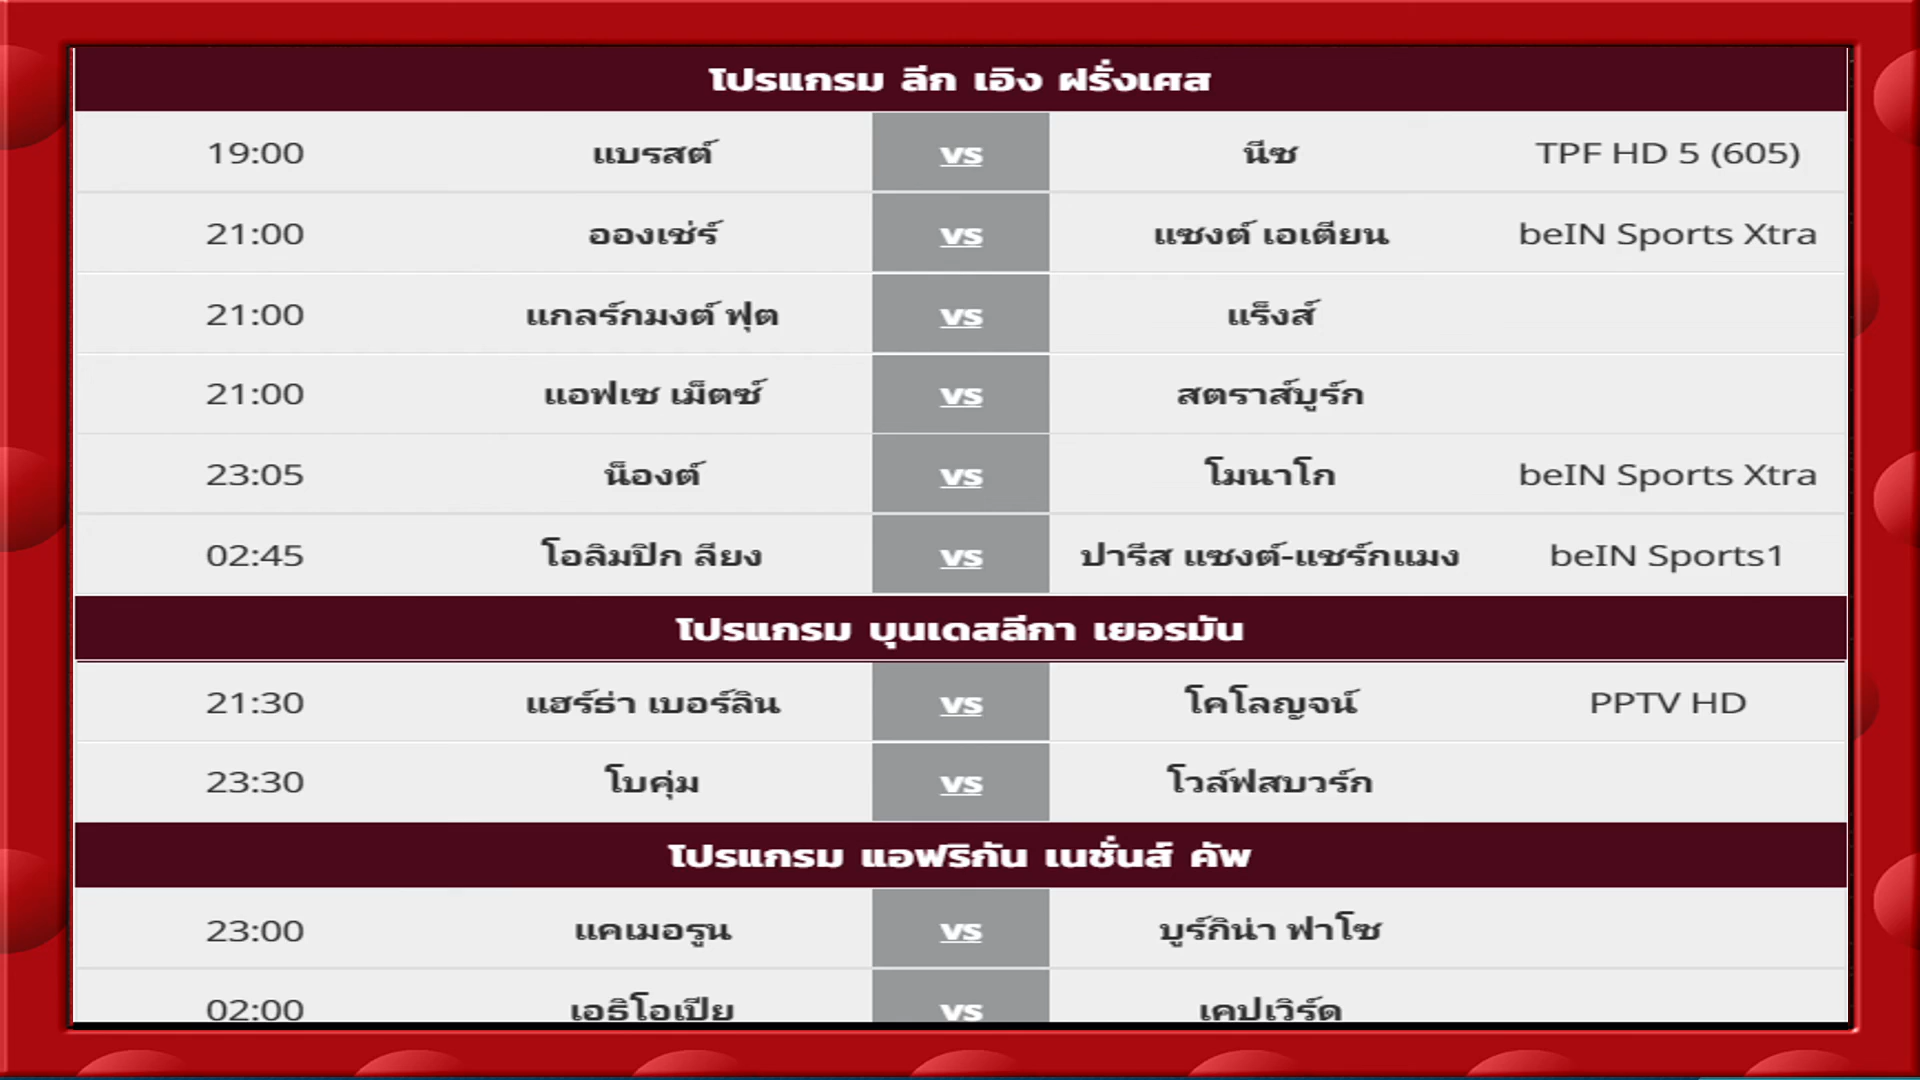 โปรแกรม ลีก เอิง ฝรั่งเศส
19:00 แบรสต์ vs นีซ TPF HD 5 (605)
21:00 อองเช่ร์ vs แซงต์ เอเตียน beIN Sports Xtra
21:00 แกลร์กมงต์ ฟุต vs แร็งส์
21:00 แอฟเซ เม็ตซ์ vs สตราส์บูร์ก
23:05 น็องต์ vs โมนาโก beIN Sports Xtra
02:45 โอลิมปิก ลียง vs ปารีส แซงต์-แชร์กแมง beIN Sports1
โปรแกรม บุนเดสลีกา เยอรมัน
21:30 แฮร์ธ่า เบอร์ลิน vs โคโลญจน์ PPTV HD
23:30 โบคุ่ม vs โวล์ฟสบวร์ก
โปรแกรม แอฟริกัน เนชั่นส์ คัพ
23:00 แคเมอรูน vs บูร์กิน่า ฟาโซ
02:00 เอธิโอเปีย vs เคปเวิร์ด